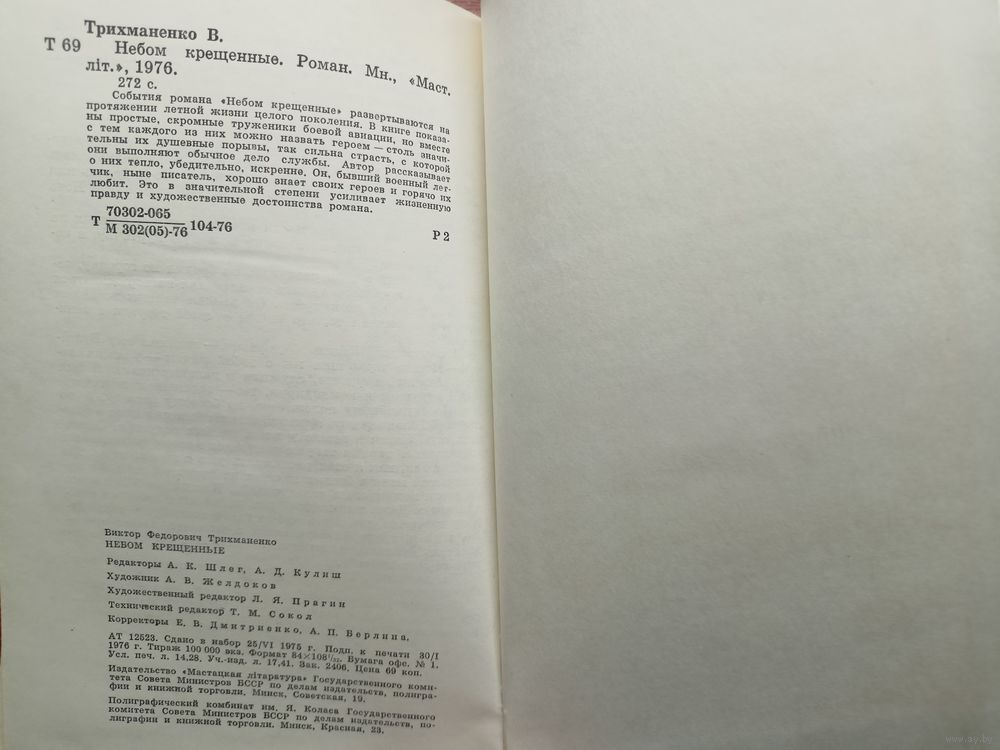 Трихманенко В.
Т 69 Небом крещенные. Роман. Мн., «Маст.
літ.», 1976.
272 с.
События романа «Небом крещенные» развертываются на
протяжении летной жизни целого поколения. В книге показа-
ны простые, скромные труженики боевой авиации, но вместе
с тем каждого из них можно назвать героем — столь значи-
тельны их душевные порывы, так сильна страсть, с которой
они выполняют обычное дело службы. Автор рассказывает
о них тепло, убедительно, искренне. Он, бывший военный лет-
чик, ныне писатель, хорошо знает своих героев и горячо их
любит. Это в значительной степени усиливает жизненную
правду и художественные достоинства романа.
70302-065
Т 104-76
М 302(05)-76
Р 2
Виктор Федорович Трихманенко
НЕБОМ КРЕЩЕННЫЕ
Редакторы А. К. Шлег, А. Д. Кулиш
Художник А. В. Желдоков
Художественный редактор Л. Я. Прагин
Технический редактор Т. М. Сокол
Корректоры Е. В. Дмитриенко, А. П. Берлина,
АТ 12523. Сдано в набор 25/VI 1975 г. Подп. к печати 30/I
1976 г. Тираж 100 000 экз. Формат 84×108¹/₃₂. Бумага офс. № 1.
Усл. печ. л. 14,28. Уч.-изд. л. 17,41. Зак. 2406. Цена 69 коп.
Издательство «Мастацкая літаратура» Государственного коми-
тета Совета Министров БССР по делам издательств, полигра-
фии и книжной торговли. Минск, Советская, 19.
Полиграфический комбинат им. Я. Коласа Государственного
комитета Совета Министров БССР по делам издательств, по-
лиграфии и книжной торговли. Минск, Красная, 23.
www.ay.by